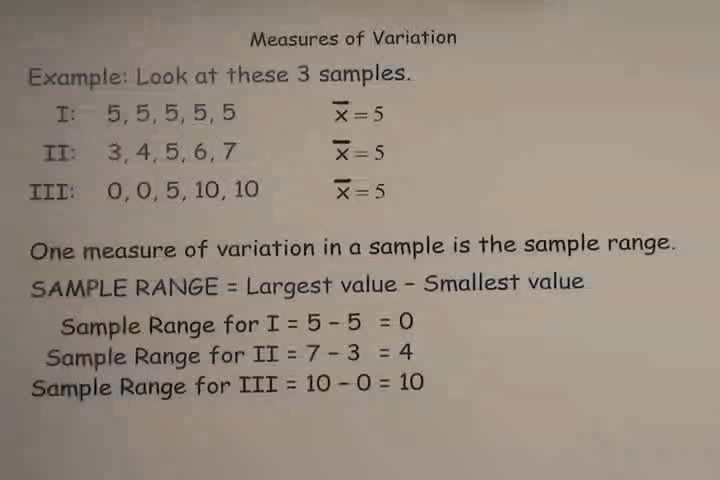 Measures of Variation
Example: Look at these 3 samples.
I: 5, 5, 5, 5, 5 x̅ = 5
II: 3, 4, 5, 6, 7 x̅ = 5
III: 0, 0, 5, 10, 10 x̅ = 5
One measure of variation in a sample is the sample range.
SAMPLE RANGE = Largest value – Smallest value
Sample Range for I = 5 – 5 = 0
Sample Range for II = 7 – 3 = 4
Sample Range for III = 10 – 0 = 10